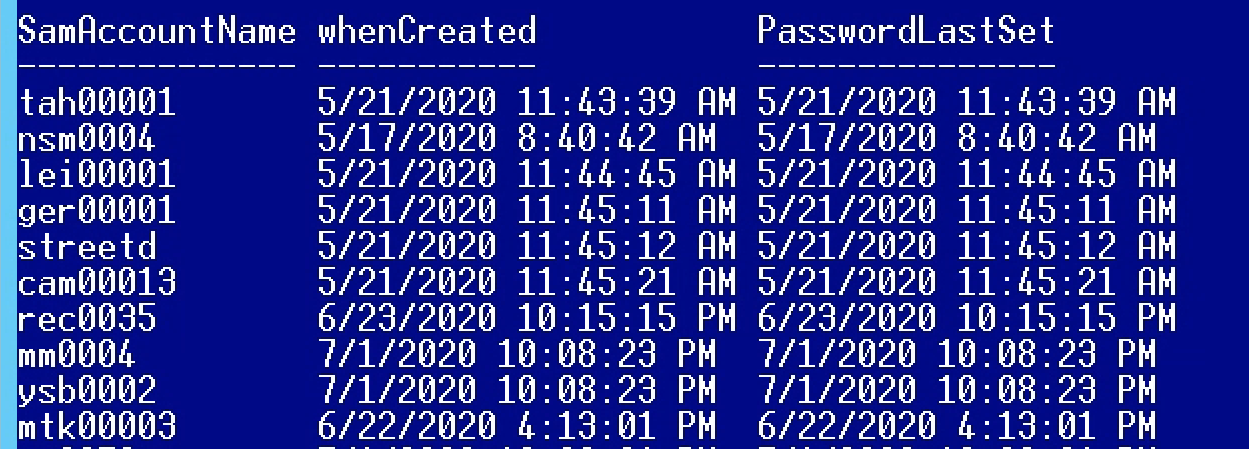 SamAccountName whenCreated PasswordLastSet
-------------- ----------- ---------------
tah00001 5/21/2020 11:43:39 AM 5/21/2020 11:43:39 AM
nsm0004 5/17/2020 8:40:42 AM 5/17/2020 8:40:42 AM
lei00001 5/21/2020 11:44:45 AM 5/21/2020 11:44:45 AM
ger00001 5/21/2020 11:45:11 AM 5/21/2020 11:45:11 AM
streetd 5/21/2020 11:45:12 AM 5/21/2020 11:45:12 AM
cam00013 5/21/2020 11:45:21 AM 5/21/2020 11:45:21 AM
rec0035 6/23/2020 10:15:15 PM 6/23/2020 10:15:15 PM
mm0004 7/1/2020 10:08:23 PM 7/1/2020 10:08:23 PM
ysb0002 7/1/2020 10:08:23 PM 7/1/2020 10:08:23 PM
mtk00003 6/22/2020 4:13:01 PM 6/22/2020 4:13:01 PM